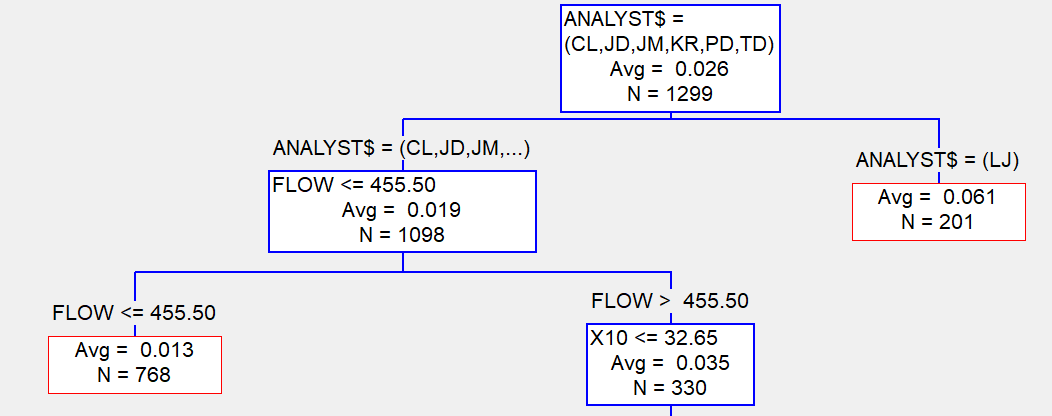 ANALYST$ =
(CL,JD,JM,KR,PD,TD)
Avg = 0.026
N = 1299
ANALYST$ = (CL,JD,JM,...)
FLOW <= 455.50
Avg = 0.019
N = 1098
ANALYST$ = (LJ)
Avg = 0.061
N = 201
FLOW <= 455.50
Avg = 0.013
N = 768
FLOW > 455.50
X10 <= 32.65
Avg = 0.035
N = 330